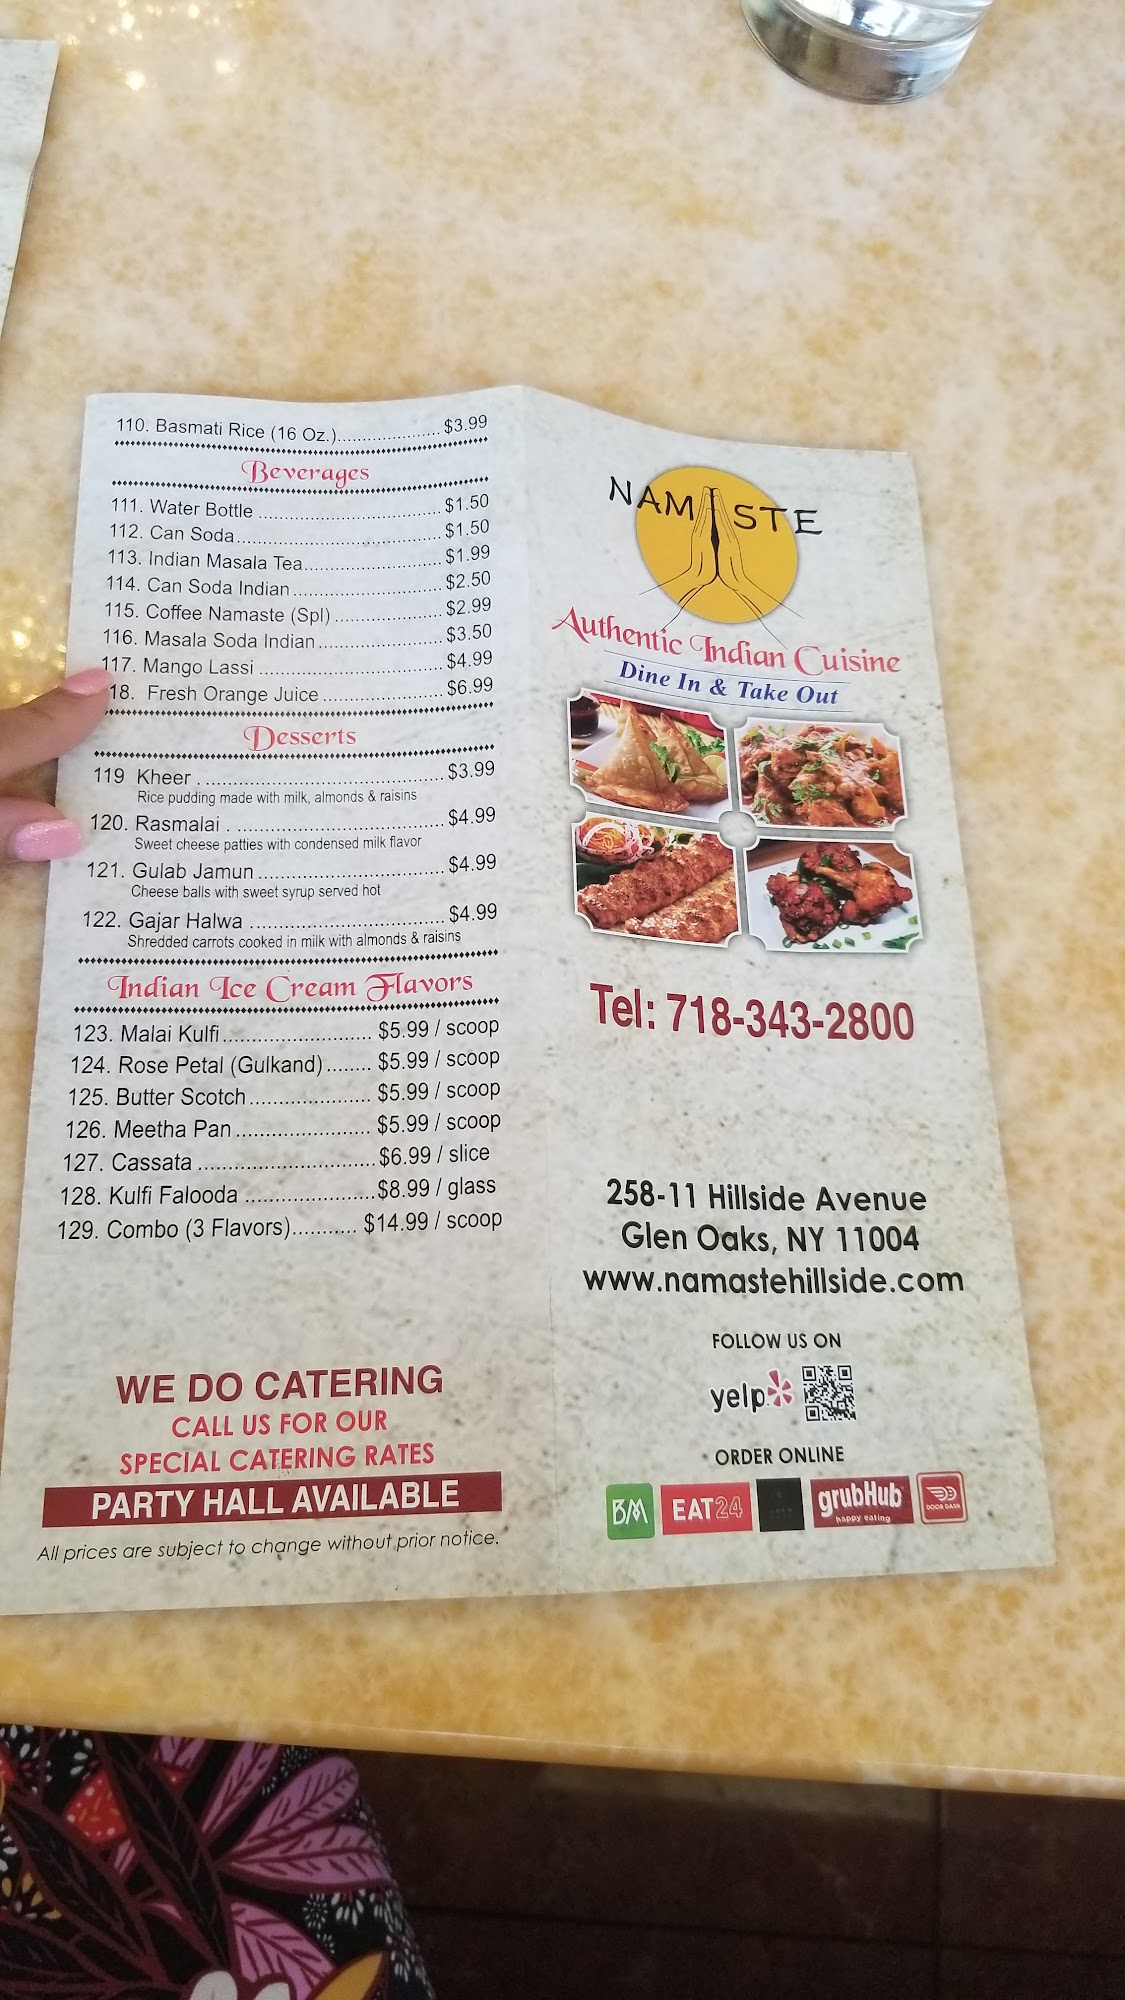 110. Basmati Rice (16 Oz.)..................... $3.99
Beverages
111. Water Bottle .................................. $1.50
112. Can Soda...................................... $1.50
113. Indian Masala Tea............................ $1.99
114. Can Soda Indian.............................. $2.50
115. Coffee Namaste (Spl) ...................... $2.99
116. Masala Soda Indian......................... $3.50
117. Mango Lassi .................................. $4.99
18. Fresh Orange Juice......................... $6.99
Desserts
119 Kheer .......................................... $3.99
Rice pudding made with milk, almonds & raisins
120. Rasmalai . .................................... $4.99
Sweet cheese patties with condensed milk flavor
121. Gulab Jamun ................................ $4.99
Cheese balls with sweet syrup served hot
122. Gajar Halwa ................................. $4.99
Shredded carrots cooked in milk with almonds & raisins
Indian Ice Cream Flavors
123. Malai Kulfi.......................... $5.99 / scoop
124. Rose Petal (Gulkand)........ $5.99 / scoop
125. Butter Scotch..................... $5.99 / scoop
126. Meetha Pan ....................... $5.99 / scoop
127. Cassata .............................. $6.99 / slice
128. Kulfi Falooda ...................... $8.99 / glass
129. Combo (3 Flavors)........... $14.99 / scoop
WE DO CATERING
CALL US FOR OUR
SPECIAL CATERING RATES
PARTY HALL AVAILABLE
All prices are subject to change without prior notice.
NAMASTE
Authentic Indian Cuisine
Dine In & Take Out
Tel: 718-343-2800
258-11 Hillside Avenue
Glen Oaks, NY 11004
www.namastehillside.com
FOLLOW US ON
yelp
ORDER ONLINE
BM EAT24 grubHub DOOR DASH
happy eating